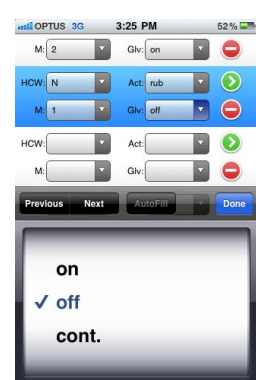 OPTUS 3G 3:25 PM 52%
M: 2 Glv: on
HCW: N Act: rub
M: 1 Glv: off
HCW: Act:
M: Glv:
Previous Next AutoFill Done
on
✓ off
cont.